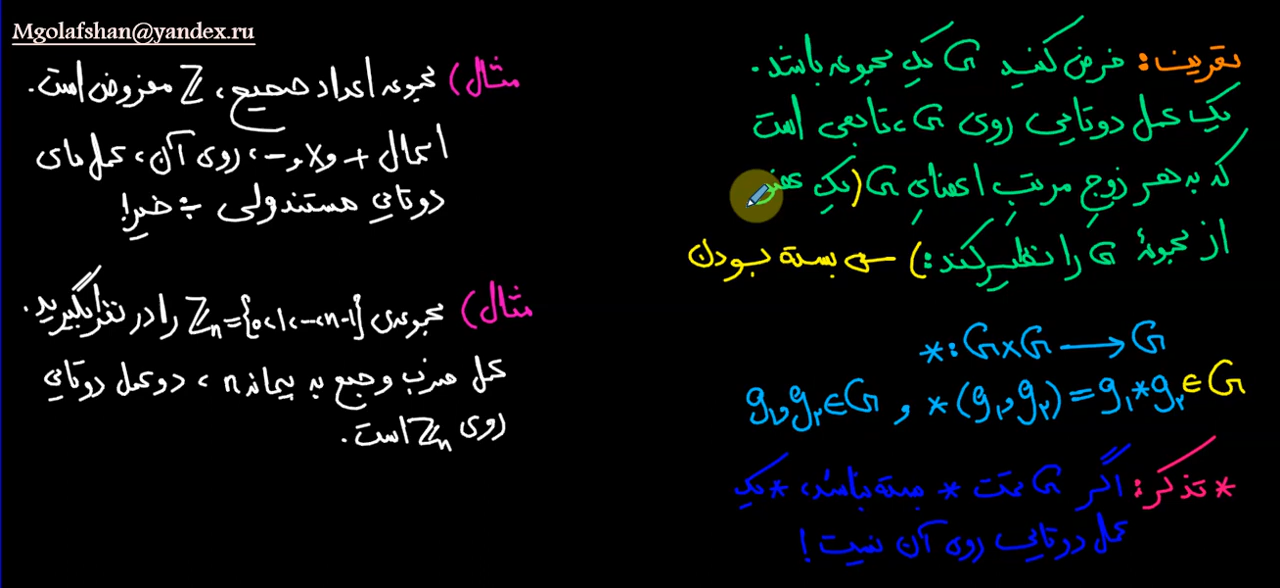 Mgolafshan@yandex.ru
تعریف: فرض کنید G یک مجموعه باشد.
یک عمل دوتایی روی G، تابعی است
که به هر زوج مرتب اعضای G (یک عضو
از مجموعهٔ G را نظیر کند:) ← بسته بودن
*: G×G ⟶ G
g₁ و g₂ ∈ G و *(g₁ و g₂) = g₁ * g₂ ∈ G
* تذکر: اگر G تحت * بسته نباشد، * یک
عمل دوتایی روی آن نیست!
مثال) مجموعه اعداد صحیح، ℤ مفروض است.
اعمال + و × و -، روی آن، عمل های
دوتایی هستند ولی ÷ خیر!
مثال) مجموعه‌ی ℤₙ = {0، 1، ...، n-1} را در نظر بگیرید.
عمل ضرب و جمع به پیمانه n، دو عمل دوتایی
روی ℤₙ است.